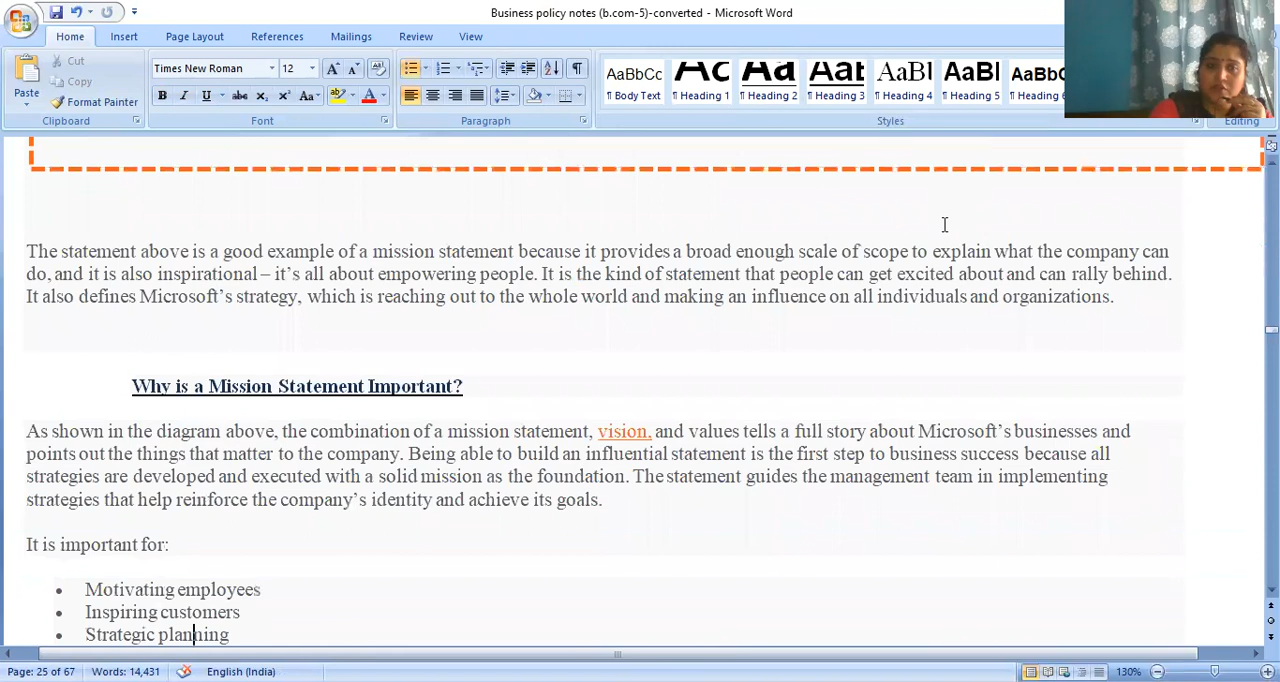 Business policy notes (b.com-5)-converted - Microsoft Word
Home Insert Page Layout References Mailings Review View
Paste
Cut
Copy
Format Painter
Clipboard
Times New Roman 12
Font
Paragraph
AaBbCc AaBbCc AaBbCc AaBbCc AaBbCc AaBbCc AaBbCc
¶ Body Text ¶ Heading 1 ¶ Heading 2 ¶ Heading 3 ¶ Heading 4 ¶ Heading 5 ¶ Heading 6
Styles
Editing
The statement above is a good example of a mission statement because it provides a broad enough scale of scope to explain what the company can
do, and it is also inspirational – it’s all about empowering people. It is the kind of statement that people can get excited about and can rally behind.
It also defines Microsoft’s strategy, which is reaching out to the whole world and making an influence on all individuals and organizations.
Why is a Mission Statement Important?
As shown in the diagram above, the combination of a mission statement, vision, and values tells a full story about Microsoft’s businesses and
points out the things that matter to the company. Being able to build an influential statement is the first step to business success because all
strategies are developed and executed with a solid mission as the foundation. The statement guides the management team in implementing
strategies that help reinforce the company’s identity and achieve its goals.
It is important for:
• Motivating employees
• Inspiring customers
• Strategic planning
Page: 25 of 67 Words: 14,431 English (India) 130%